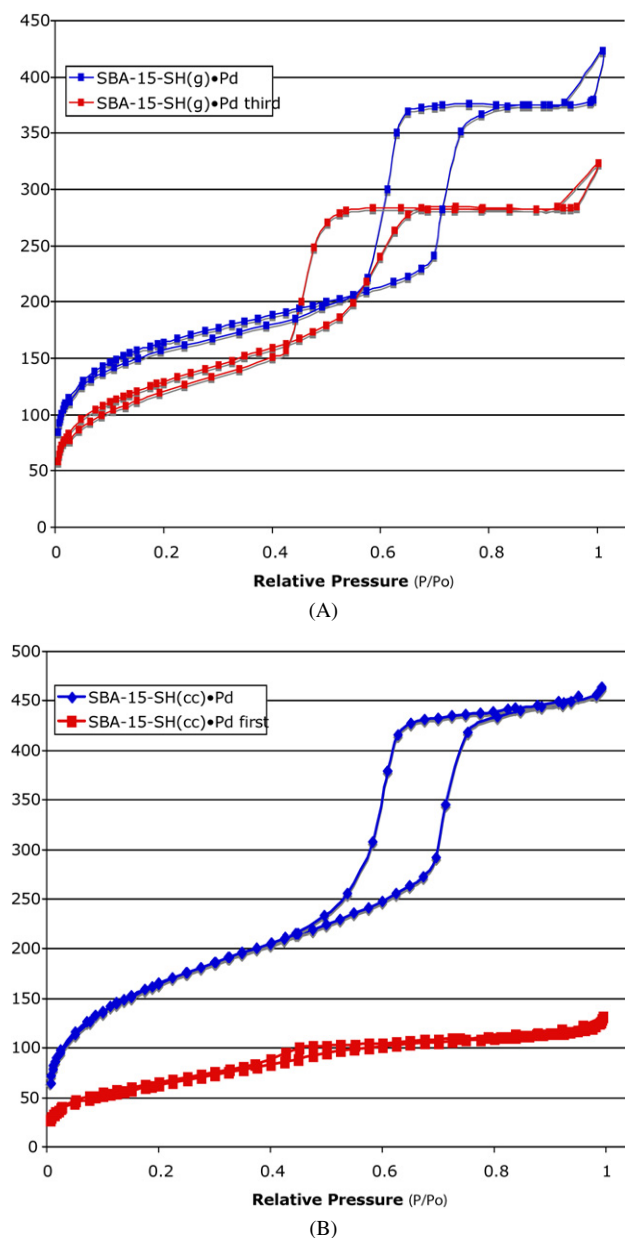 450
400
350
300
250
200
150
100
50
0
SBA-15-SH(g)•Pd
SBA-15-SH(g)•Pd third
0 0.2 0.4 0.6 0.8 1
Relative Pressure (P/Po)
(A)
500
450
400
350
300
250
200
150
100
50
0
SBA-15-SH(cc)•Pd
SBA-15-SH(cc)•Pd first
0 0.2 0.4 0.6 0.8 1
Relative Pressure (P/Po)
(B)